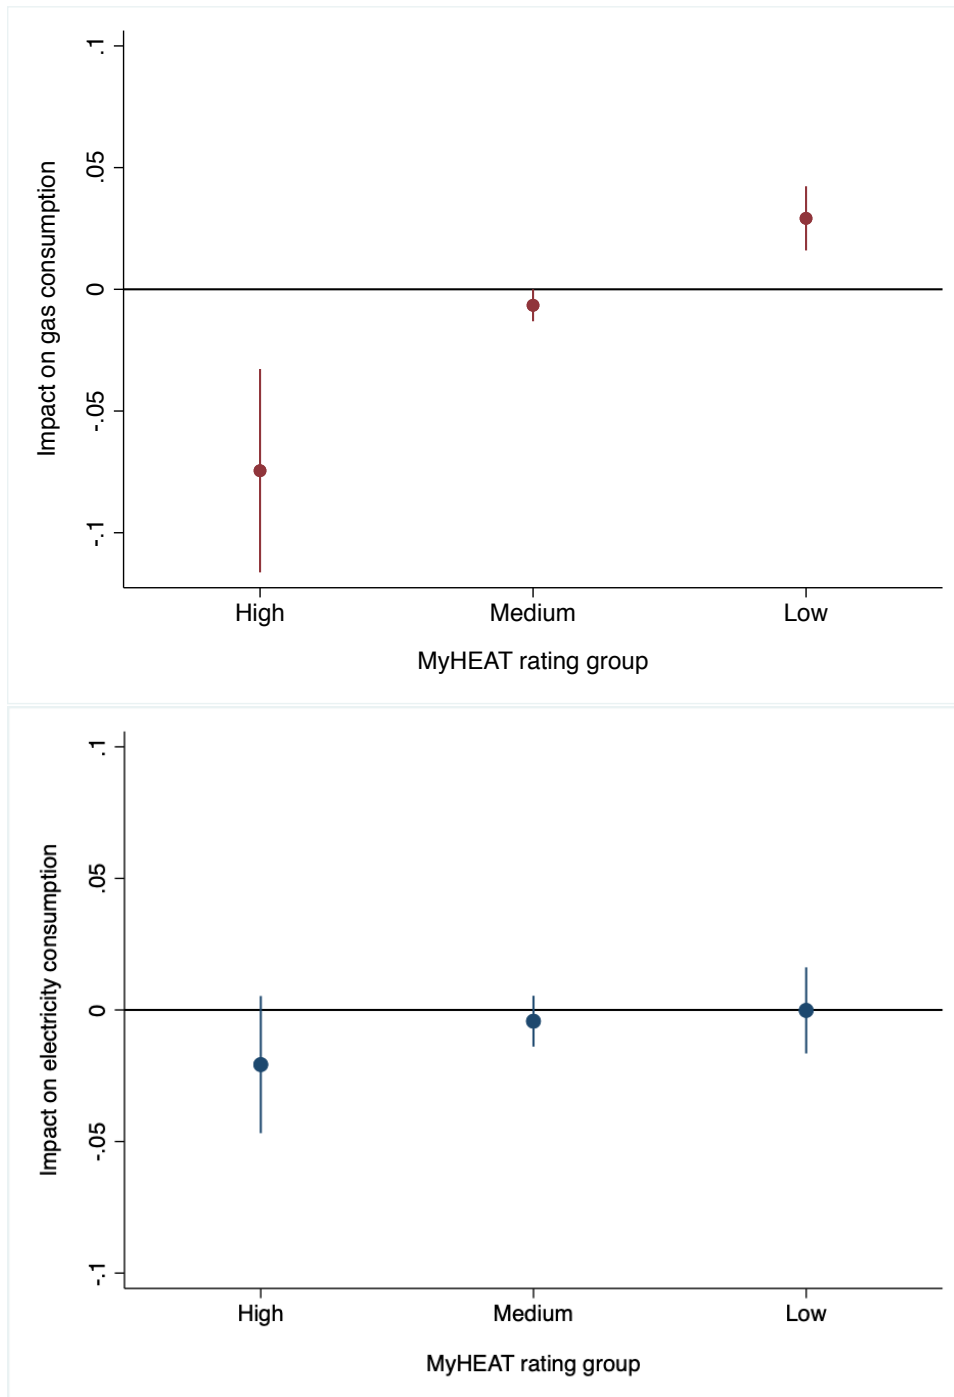 .1
.05
0
-.05
-.1
Impact on gas consumption
High Medium Low
MyHEAT rating group
.1
.05
0
-.05
-.1
Impact on electricity consumption
High Medium Low
MyHEAT rating group